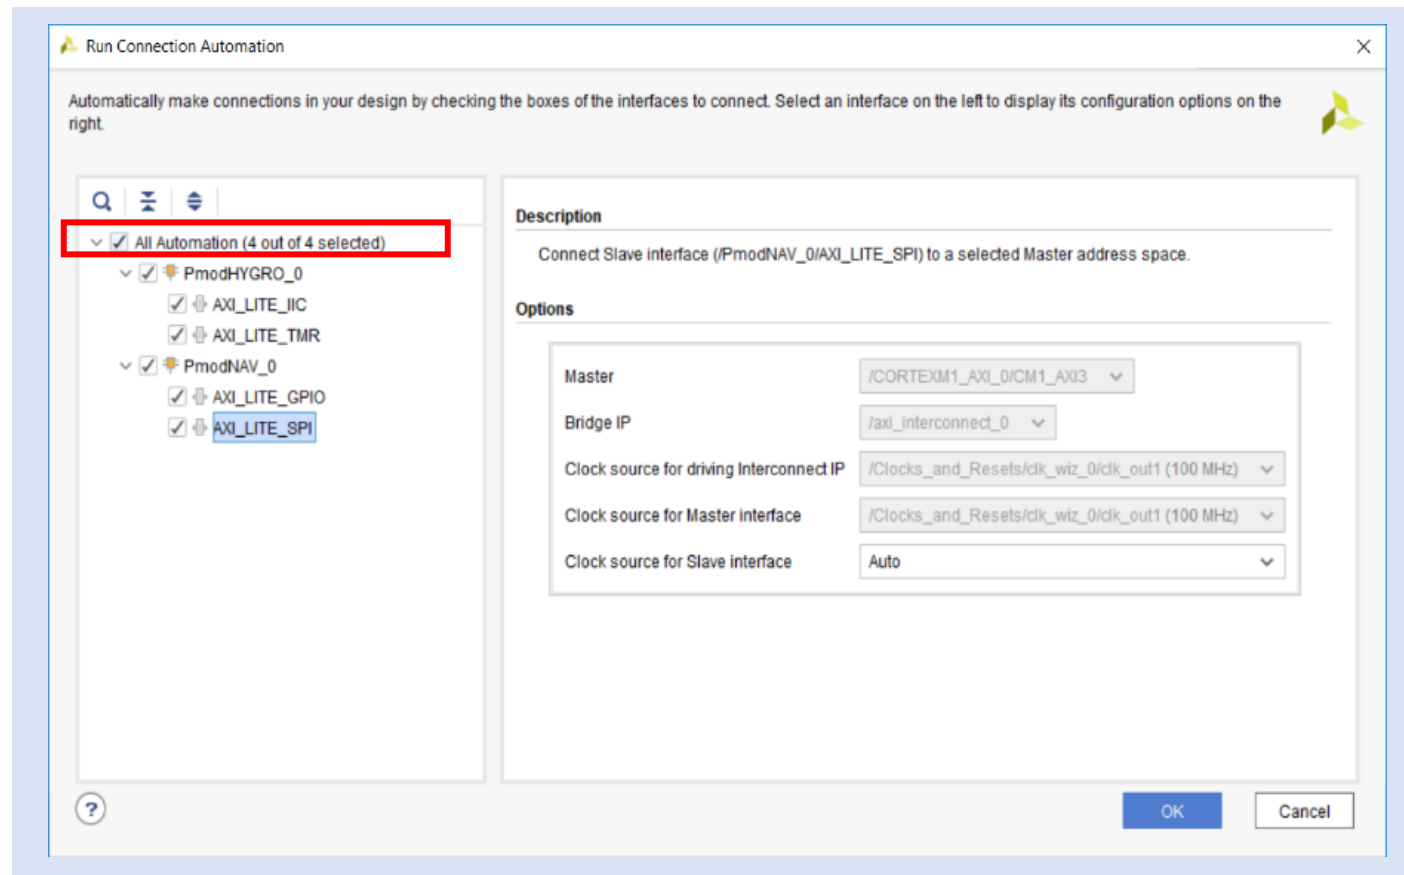 Run Connection Automation
Automatically make connections in your design by checking the boxes of the interfaces to connect. Select an interface on the left to display its configuration options on the
right.
All Automation (4 out of 4 selected)
PmodHYGRO_0
AXI_LITE_IIC
AXI_LITE_TMR
PmodNAV_0
AXI_LITE_GPIO
AXI_LITE_SPI
Description
Connect Slave interface (/PmodNAV_0/AXI_LITE_SPI) to a selected Master address space.
Options
Master /CORTEXM1_AXI_0/CM1_AXI3
Bridge IP /axi_interconnect_0
Clock source for driving Interconnect IP /Clocks_and_Resets/clk_wiz_0/clk_out1 (100 MHz)
Clock source for Master interface /Clocks_and_Resets/clk_wiz_0/clk_out1 (100 MHz)
Clock source for Slave interface Auto
?
OK Cancel